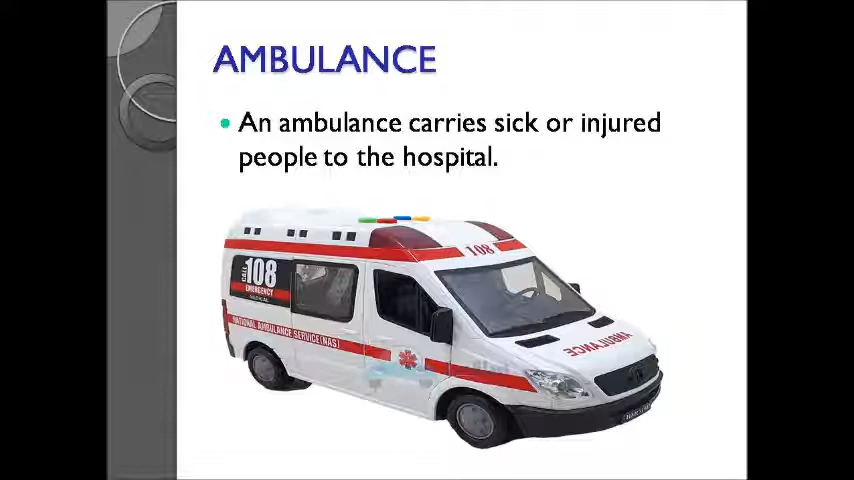 AMBULANCE
An ambulance carries sick or injured
people to the hospital.
108
CALL 108
EMERGENCY
MEDICAL
NATIONAL AMBULANCE SERVICE(NAS)
AMBULANCE